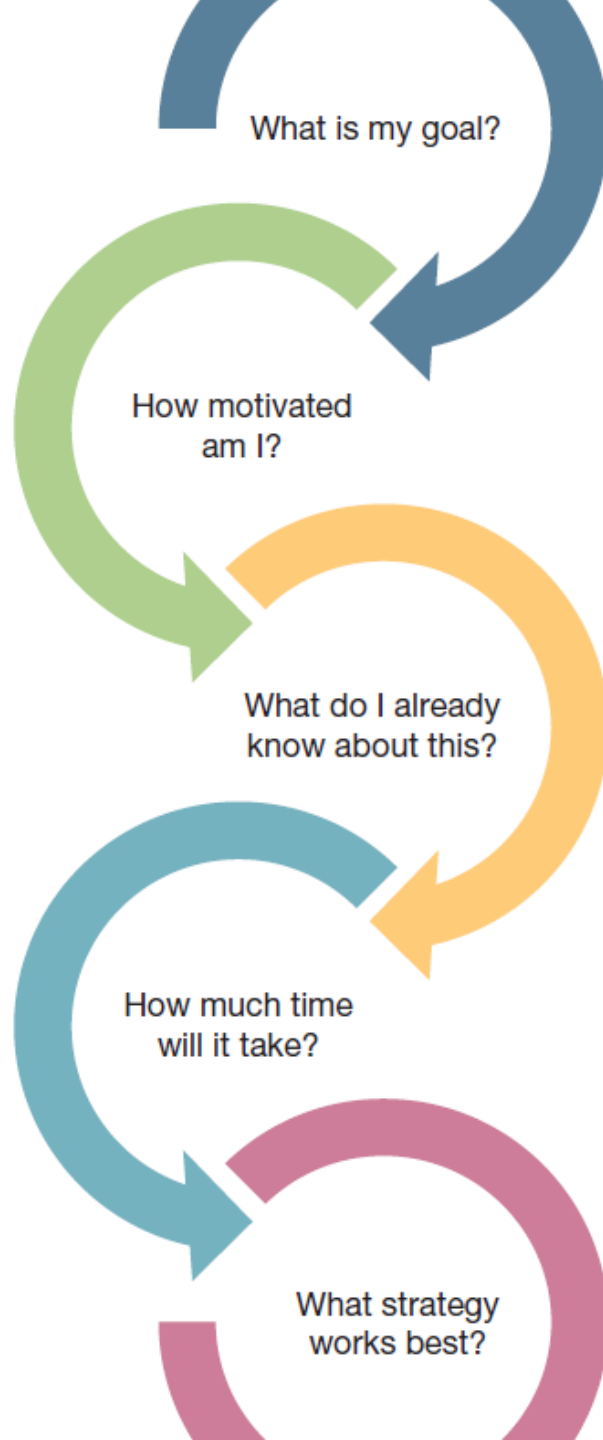 What is my goal?
How motivated
am I?
What do I already
know about this?
How much time
will it take?
What strategy
works best?